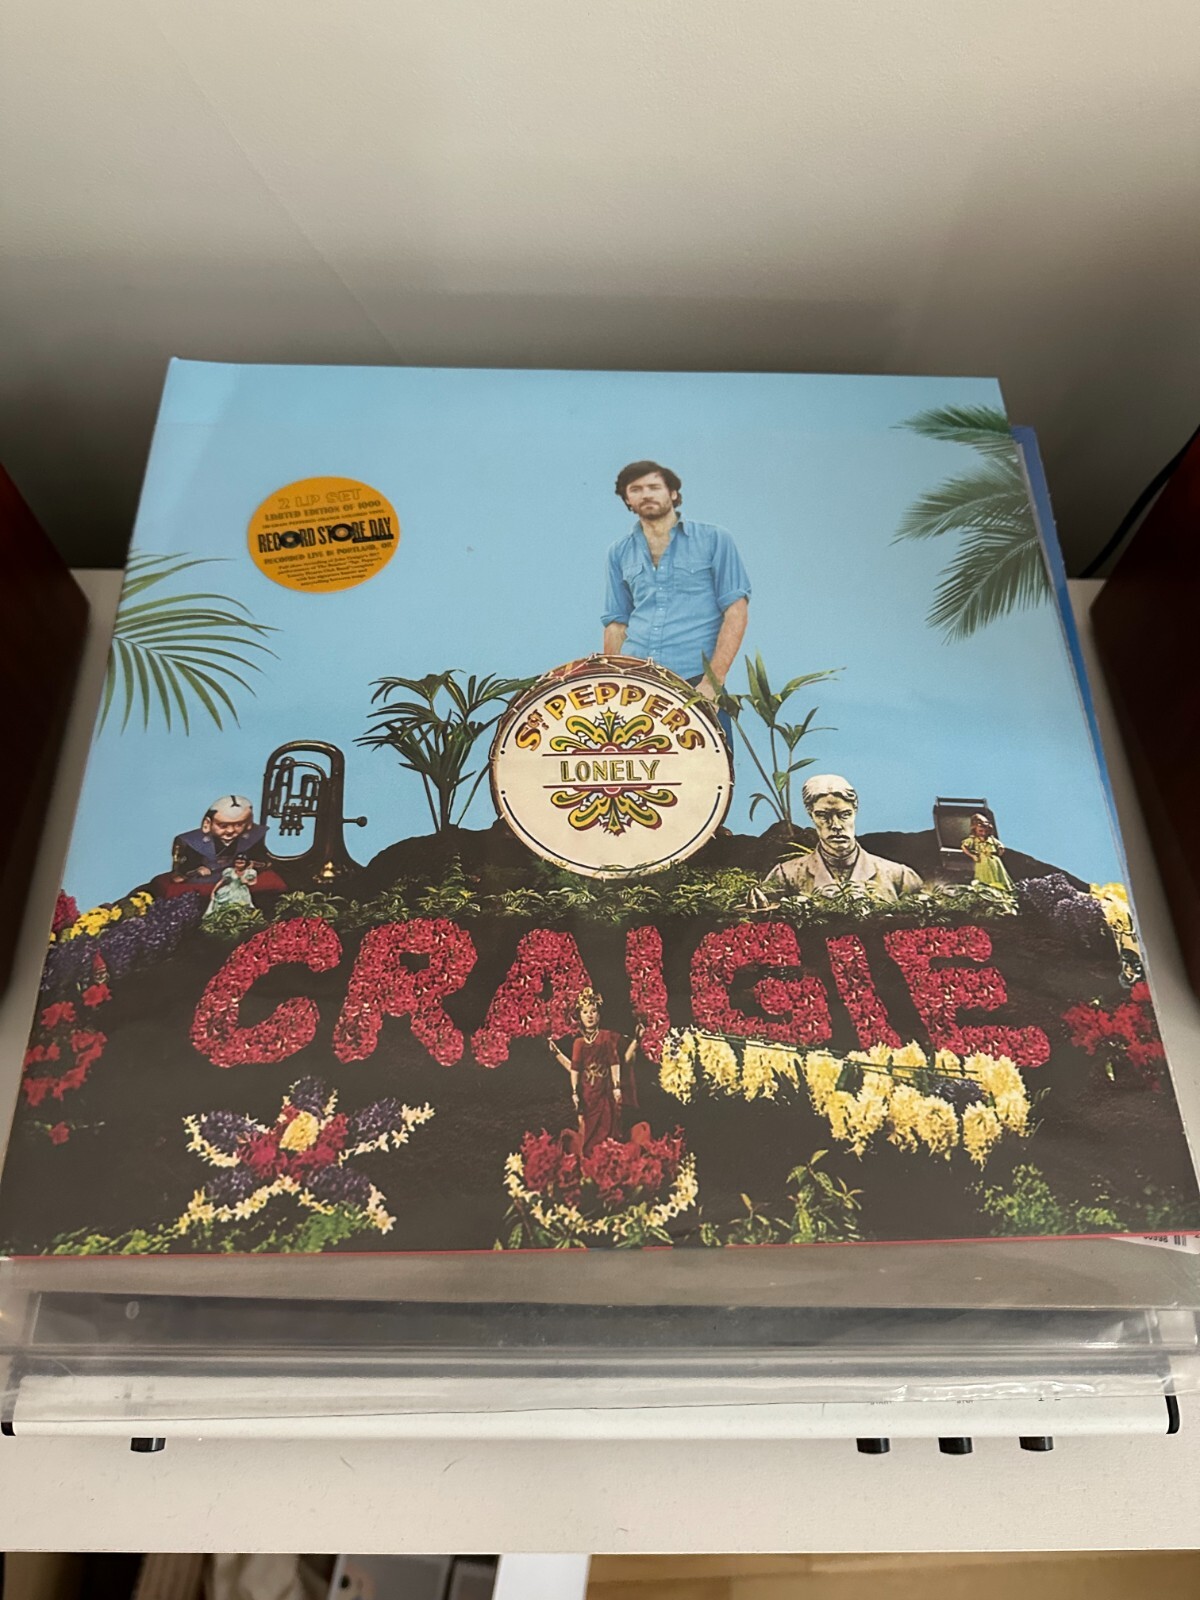 2 LP SET
LIMITED EDITION OF 1000
RECORD STORE DAY
RECORDED LIVE IN PORTLAND, OR.
SGT PEPPERS
LONELY
CRAIGIE